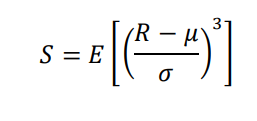 S = E[((R − μ)/σ)³]